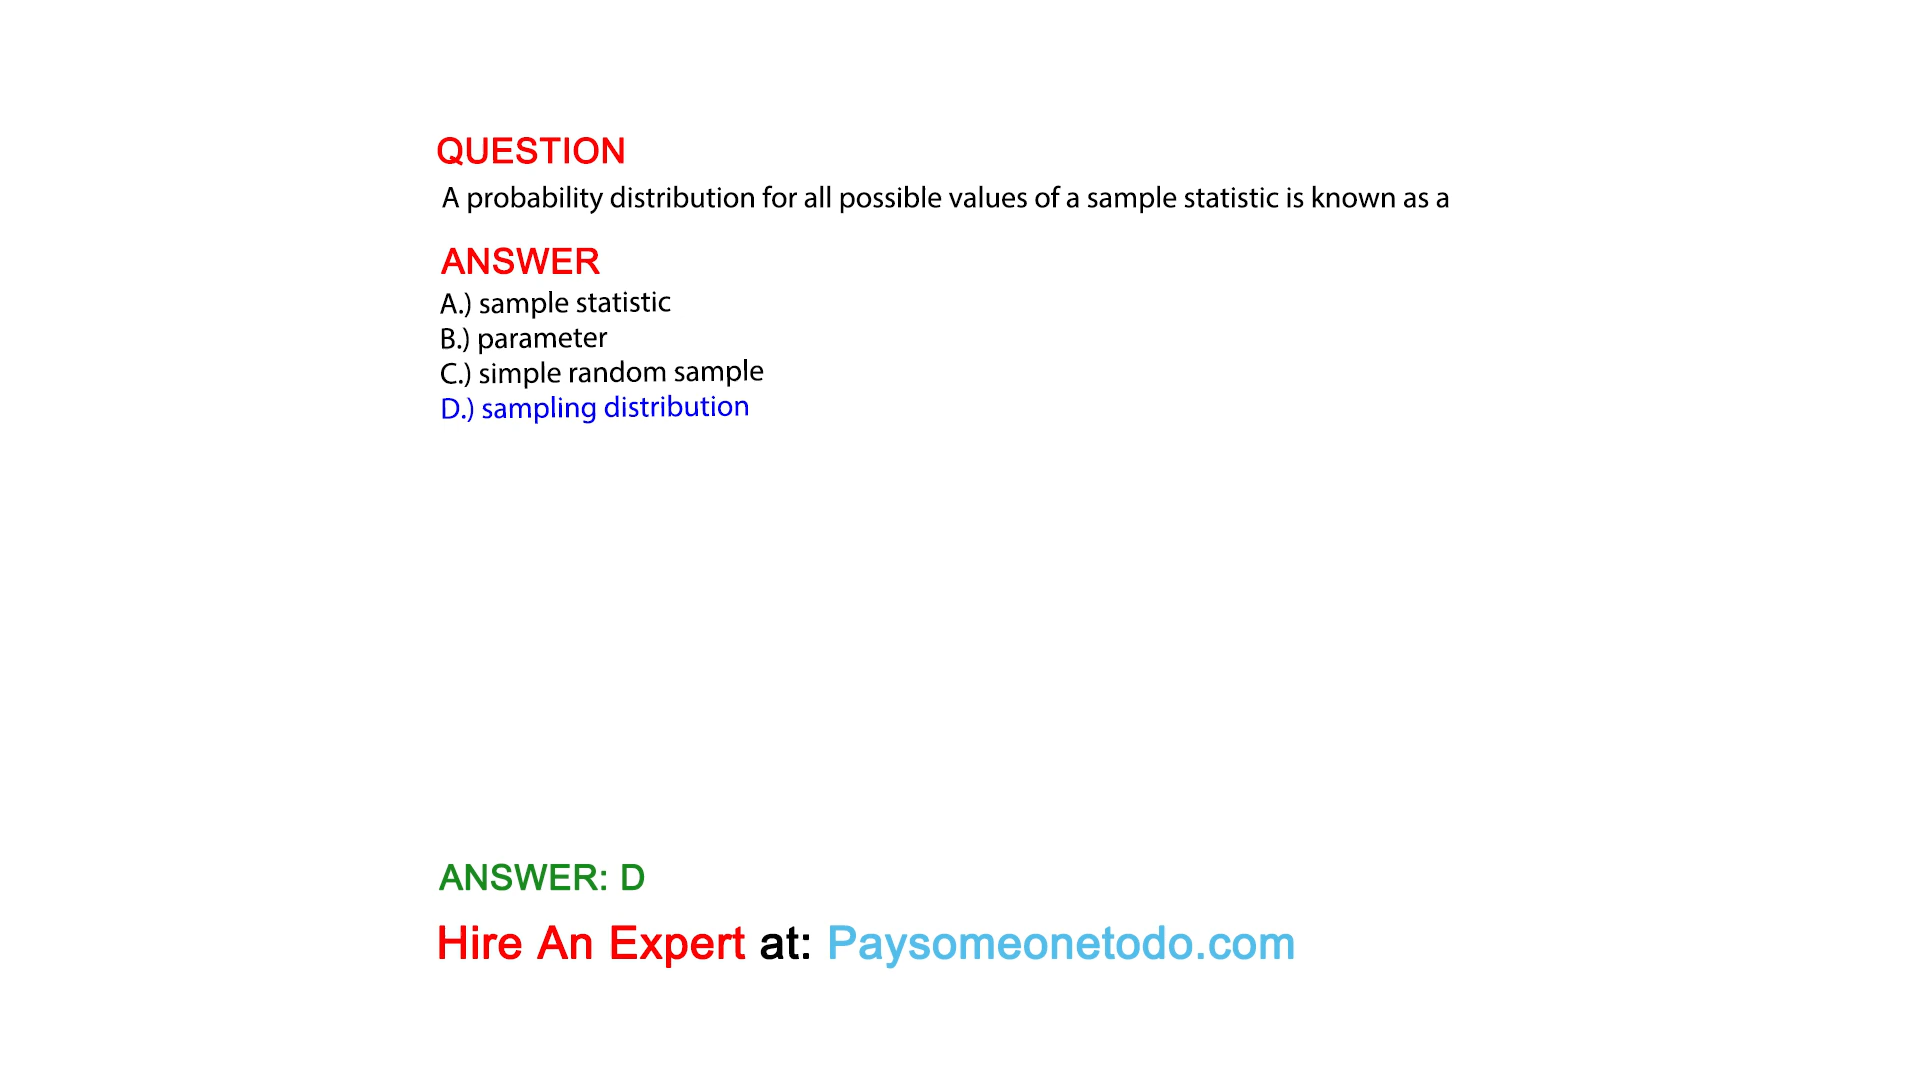 QUESTION
A probability distribution for all possible values of a sample statistic is known as a
ANSWER
A.) sample statistic
B.) parameter
C.) simple random sample
D.) sampling distribution
ANSWER: D
Hire An Expert at: Paysomeonetodo.com